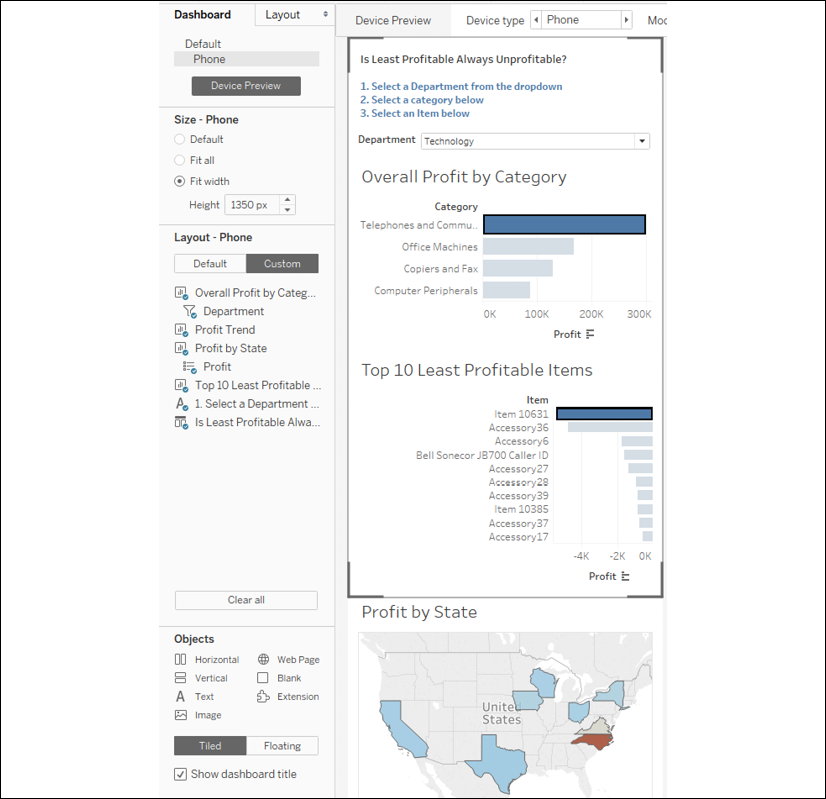 Dashboard
Layout
Default
Phone
Device Preview
Size - Phone
Default
Fit all
Fit width
Height 1350 px
Layout - Phone
Default Custom
Overall Profit by Categ...
Department
Profit Trend
Profit by State
Profit
Top 10 Least Profitable ...
1. Select a Department ...
Is Least Profitable Alwa...
Clear all
Objects
Horizontal Web Page
Vertical Blank
Text Extension
Image
Tiled Floating
Show dashboard title
Device Preview Device type Phone Moc
Is Least Profitable Always Unprofitable?
1. Select a Department from the dropdown
2. Select a category below
3. Select an Item below
Department Technology
Overall Profit by Category
Category
Telephones and Commu..
Office Machines
Copiers and Fax
Computer Peripherals
0K 100K 200K 300K
Profit
Top 10 Least Profitable Items
Item
Item 10631
Accessory36
Accessory6
Bell Sonecor JB700 Caller ID
Accessory27
Accessory28
Accessory39
Item 10385
Accessory37
Accessory17
-4K -2K 0K
Profit
Profit by State
United
States